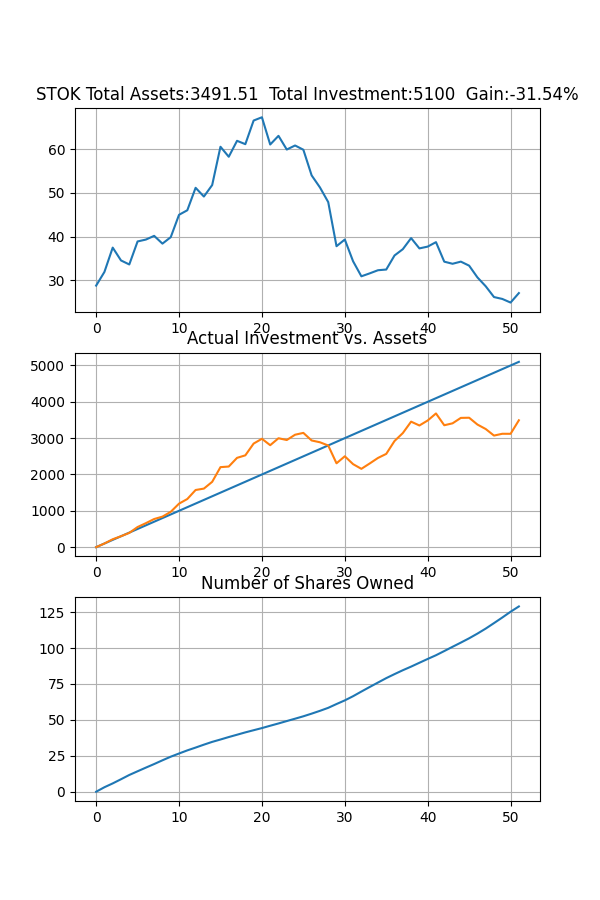 STOK Total Assets:3491.51  Total Investment:5100  Gain:-31.54%
60
50
40
30
0 10 20 30 40 50
Actual Investment vs. Assets
5000
4000
3000
2000
1000
0
0 10 20 30 40 50
Number of Shares Owned
125
100
75
50
25
0
0 10 20 30 40 50